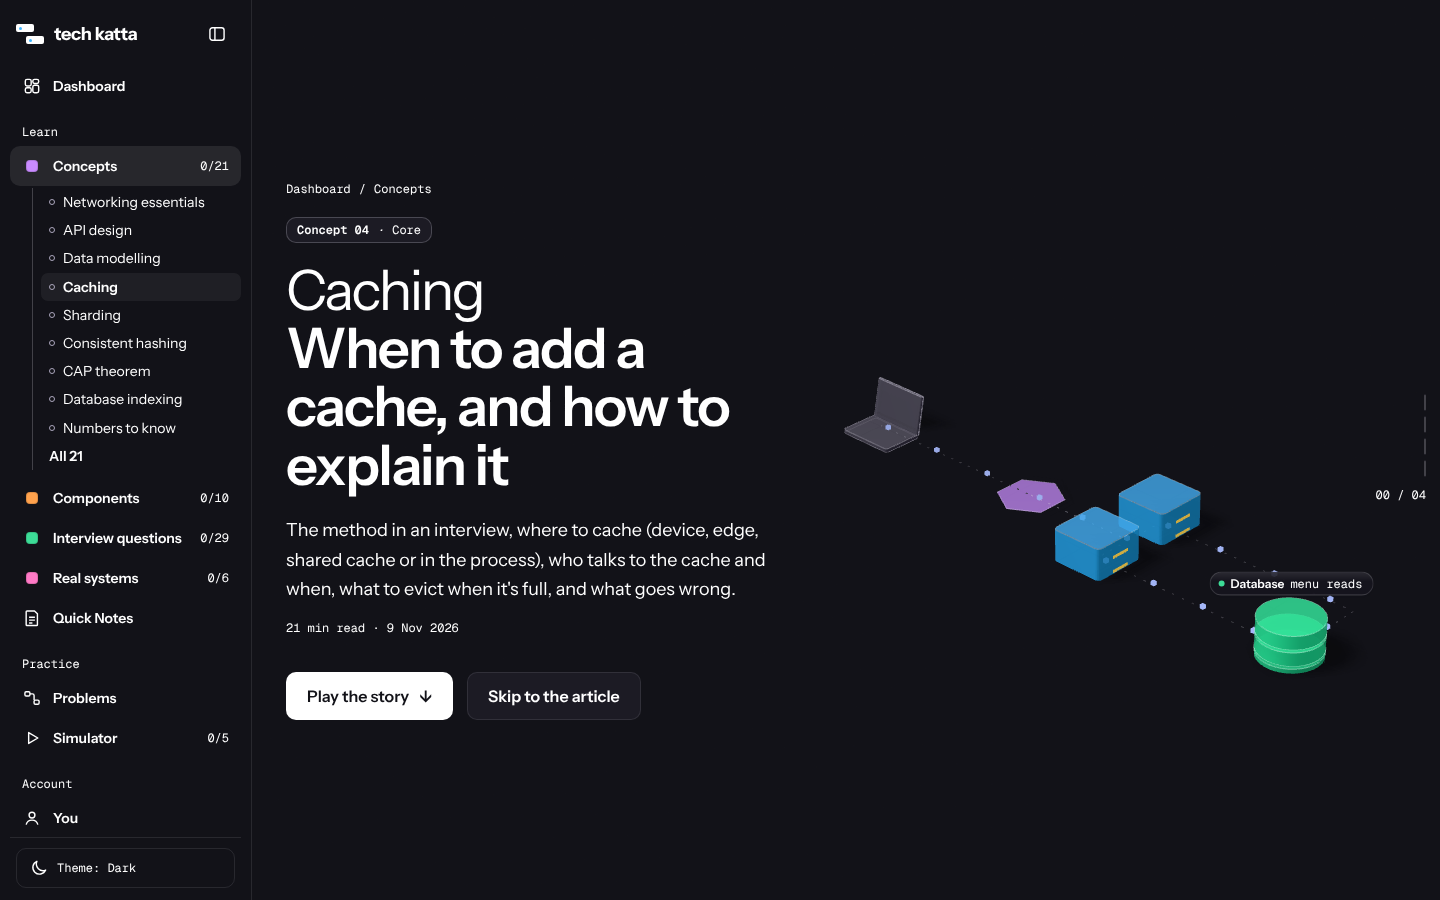 tech katta
Dashboard
Learn
Concepts 0/21
Networking essentials
API design
Data modelling
Caching
Sharding
Consistent hashing
CAP theorem
Database indexing
Numbers to know
All 21
Components 0/10
Interview questions 0/29
Real systems 0/6
Quick Notes
Practice
Problems
Simulator 0/5
Account
You
Theme: Dark
Dashboard / Concepts
Concept 04 · Core
Caching
When to add a
cache, and how to
explain it
The method in an interview, where to cache (device, edge,
shared cache or in the process), who talks to the cache and
when, what to evict when it's full, and what goes wrong.
21 min read · 9 Nov 2026
Play the story ↓
Skip to the article
Database menu reads
00 / 04